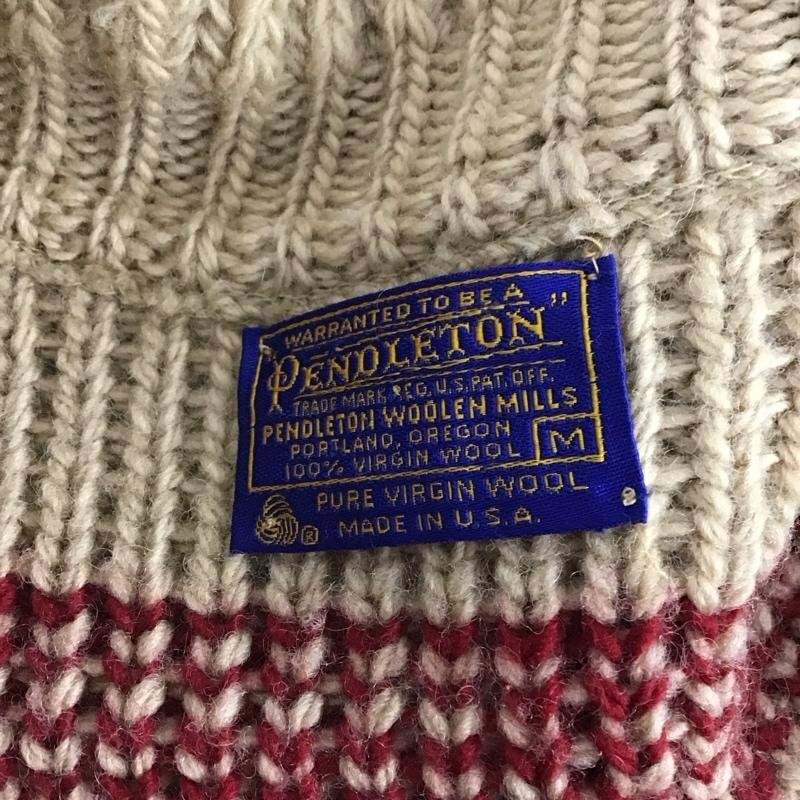 WARRANTED TO BE A
"PENDLETON"
TRADE MARK REG. U.S. PAT. OFF.
PENDLETON WOOLEN MILLS
PORTLAND, OREGON
100% VIRGIN WOOL
M
PURE VIRGIN WOOL
® MADE IN U.S.A.